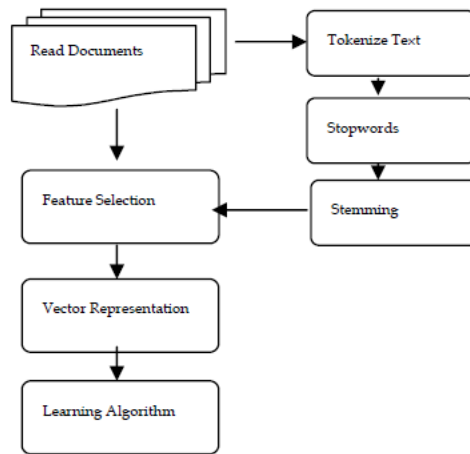 Read Documents
Tokenize Text
Stopwords
Feature Selection
Stemming
Vector Representation
Learning Algorithm